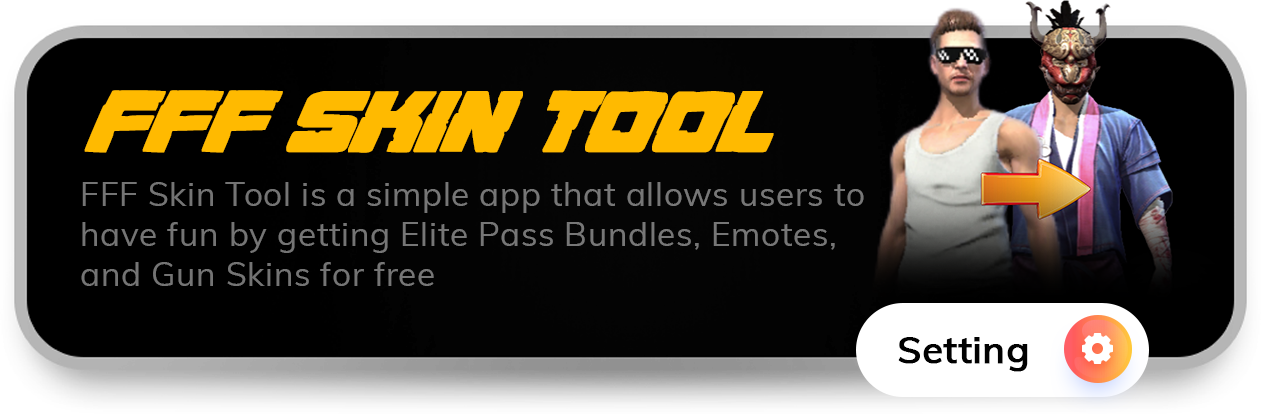 FFF SKIN TOOL
FFF Skin Tool is a simple app that allows users to
have fun by getting Elite Pass Bundles, Emotes,
and Gun Skins for free
Setting